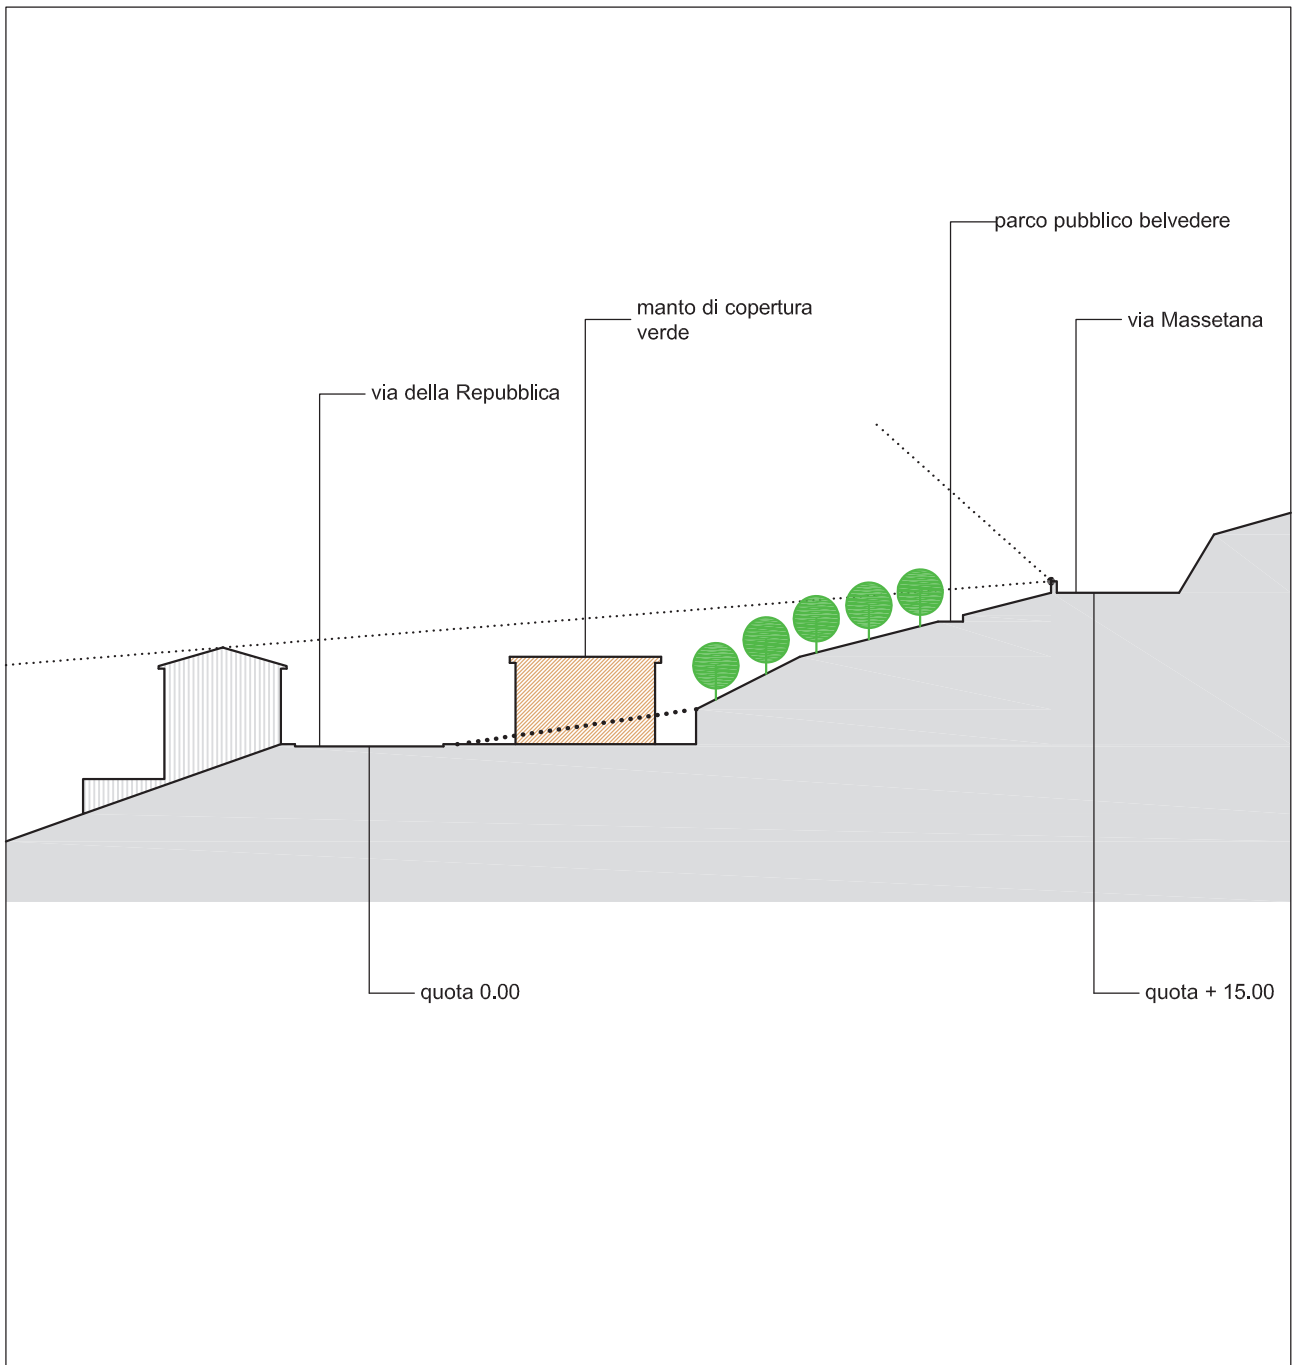 parco pubblico belvedere
manto di copertura
verde
via Massetana
via della Repubblica
quota 0.00
quota + 15.00